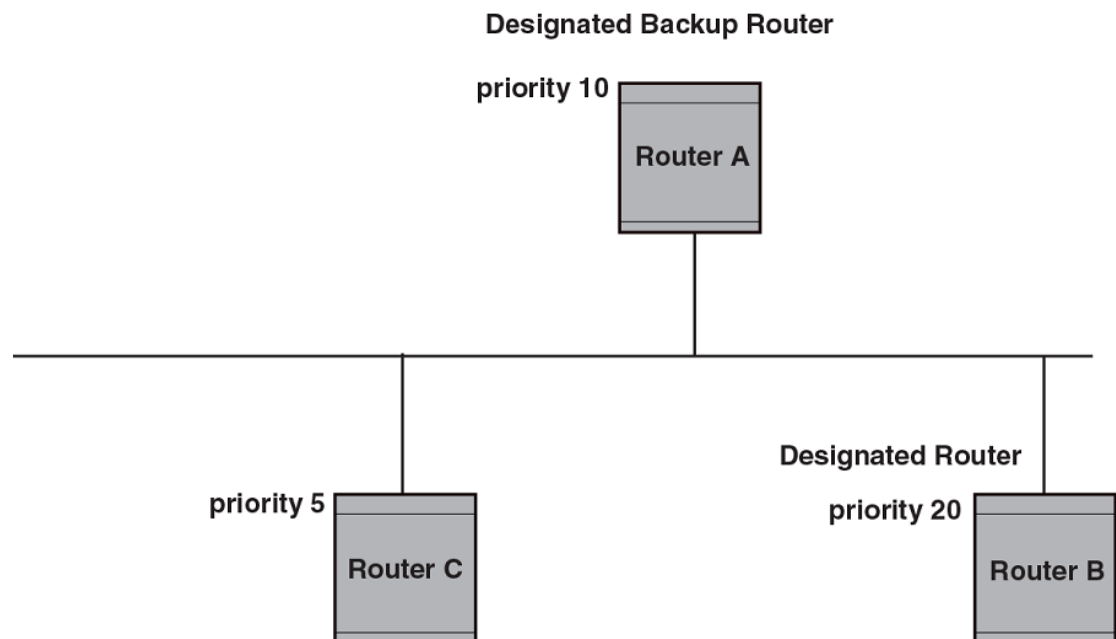 Designated Backup Router
priority 10
Router A
Designated Router
priority 5
priority 20
Router C
Router B